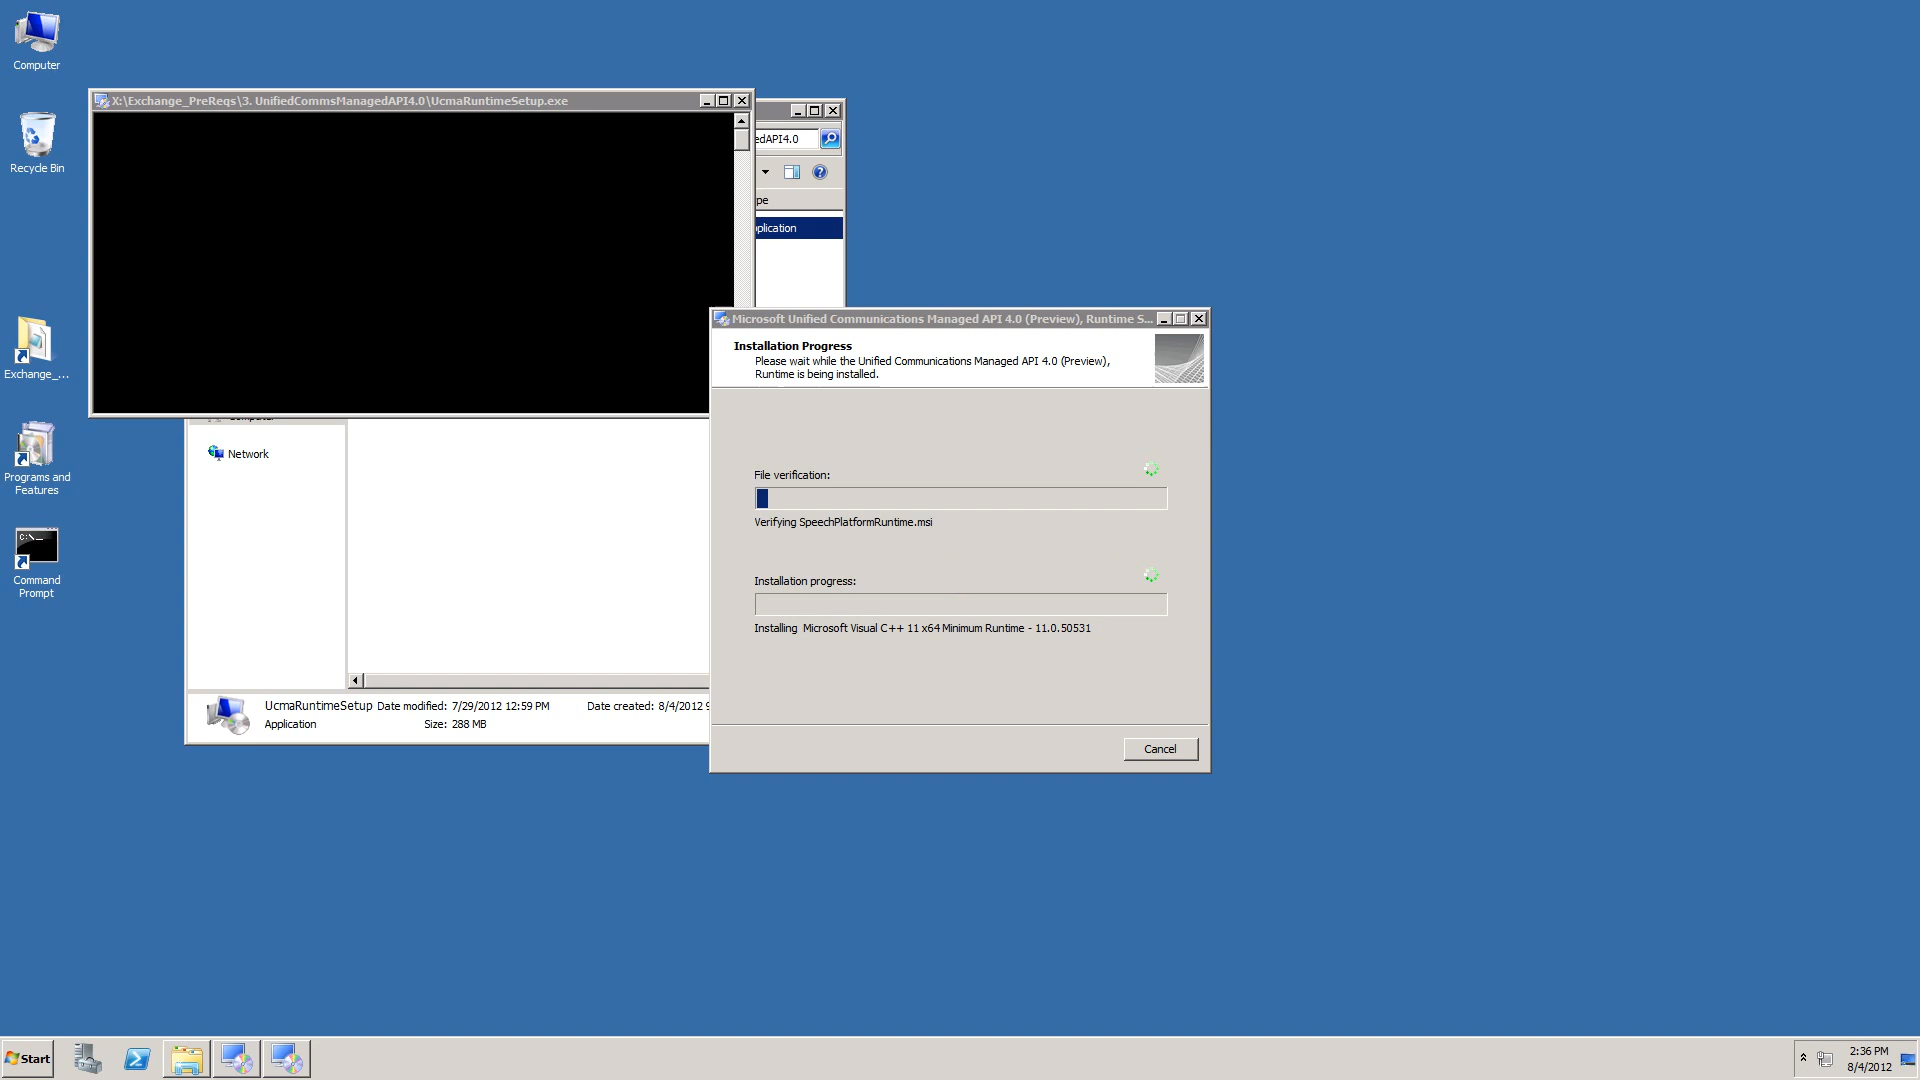 Computer
Recycle Bin
Exchange_...
Programs and
Features
C:\_
Command
Prompt
X:\Exchange_PreReqs\3. UnifiedCommsManagedAPI4.0\UcmaRuntimeSetup.exe
edAPI4.0
pe
plication
Network
UcmaRuntimeSetup Date modified: 7/29/2012 12:59 PM Date created: 8/4/2012 9
Application Size: 288 MB
Microsoft Unified Communications Managed API 4.0 (Preview), Runtime S...
Installation Progress
Please wait while the Unified Communications Managed API 4.0 (Preview),
Runtime is being installed.
File verification:
Verifying SpeechPlatformRuntime.msi
Installation progress:
Installing Microsoft Visual C++ 11 x64 Minimum Runtime - 11.0.50531
Cancel
Start
2:36 PM
8/4/2012